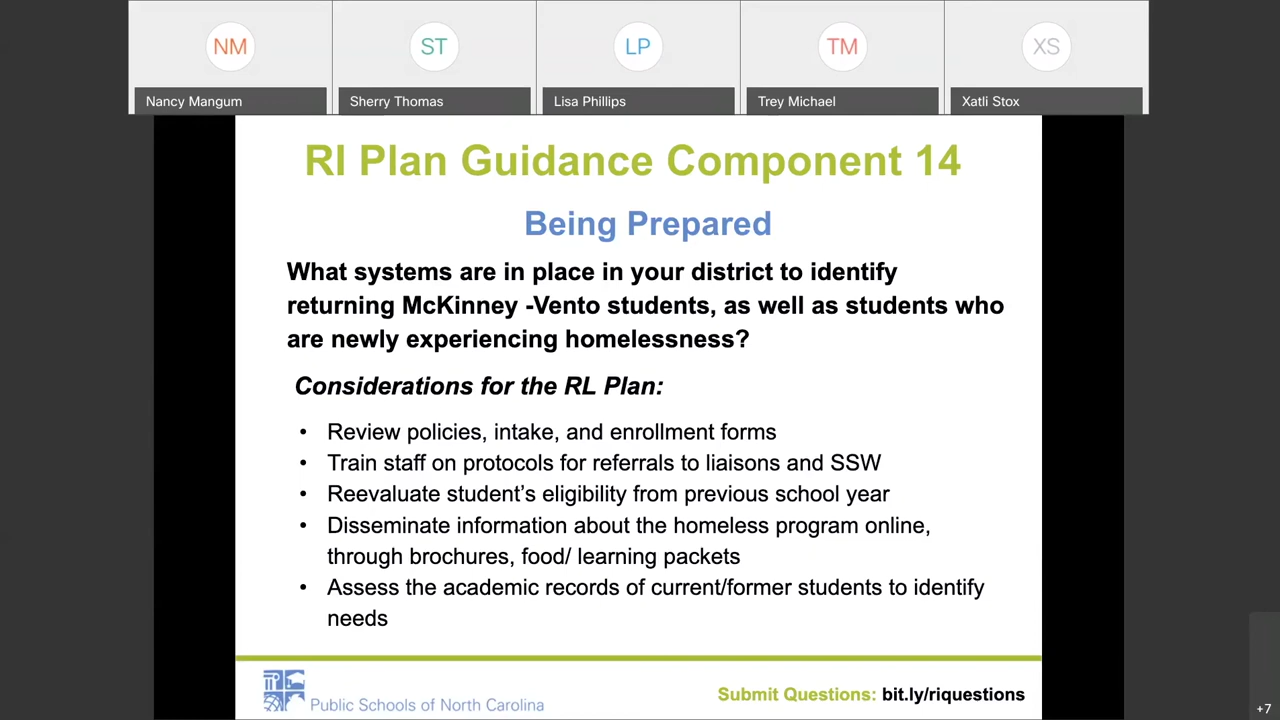 NM
ST
LP
TM
XS
Nancy Mangum
Sherry Thomas
Lisa Phillips
Trey Michael
Xatli Stox
RI Plan Guidance Component 14
Being Prepared
What systems are in place in your district to identify
returning McKinney -Vento students, as well as students who
are newly experiencing homelessness?
Considerations for the RL Plan:
• Review policies, intake, and enrollment forms
• Train staff on protocols for referrals to liaisons and SSW
• Reevaluate student’s eligibility from previous school year
• Disseminate information about the homeless program online,
through brochures, food/ learning packets
• Assess the academic records of current/former students to identify
needs
Public Schools of North Carolina
Submit Questions: bit.ly/riquestions
+7